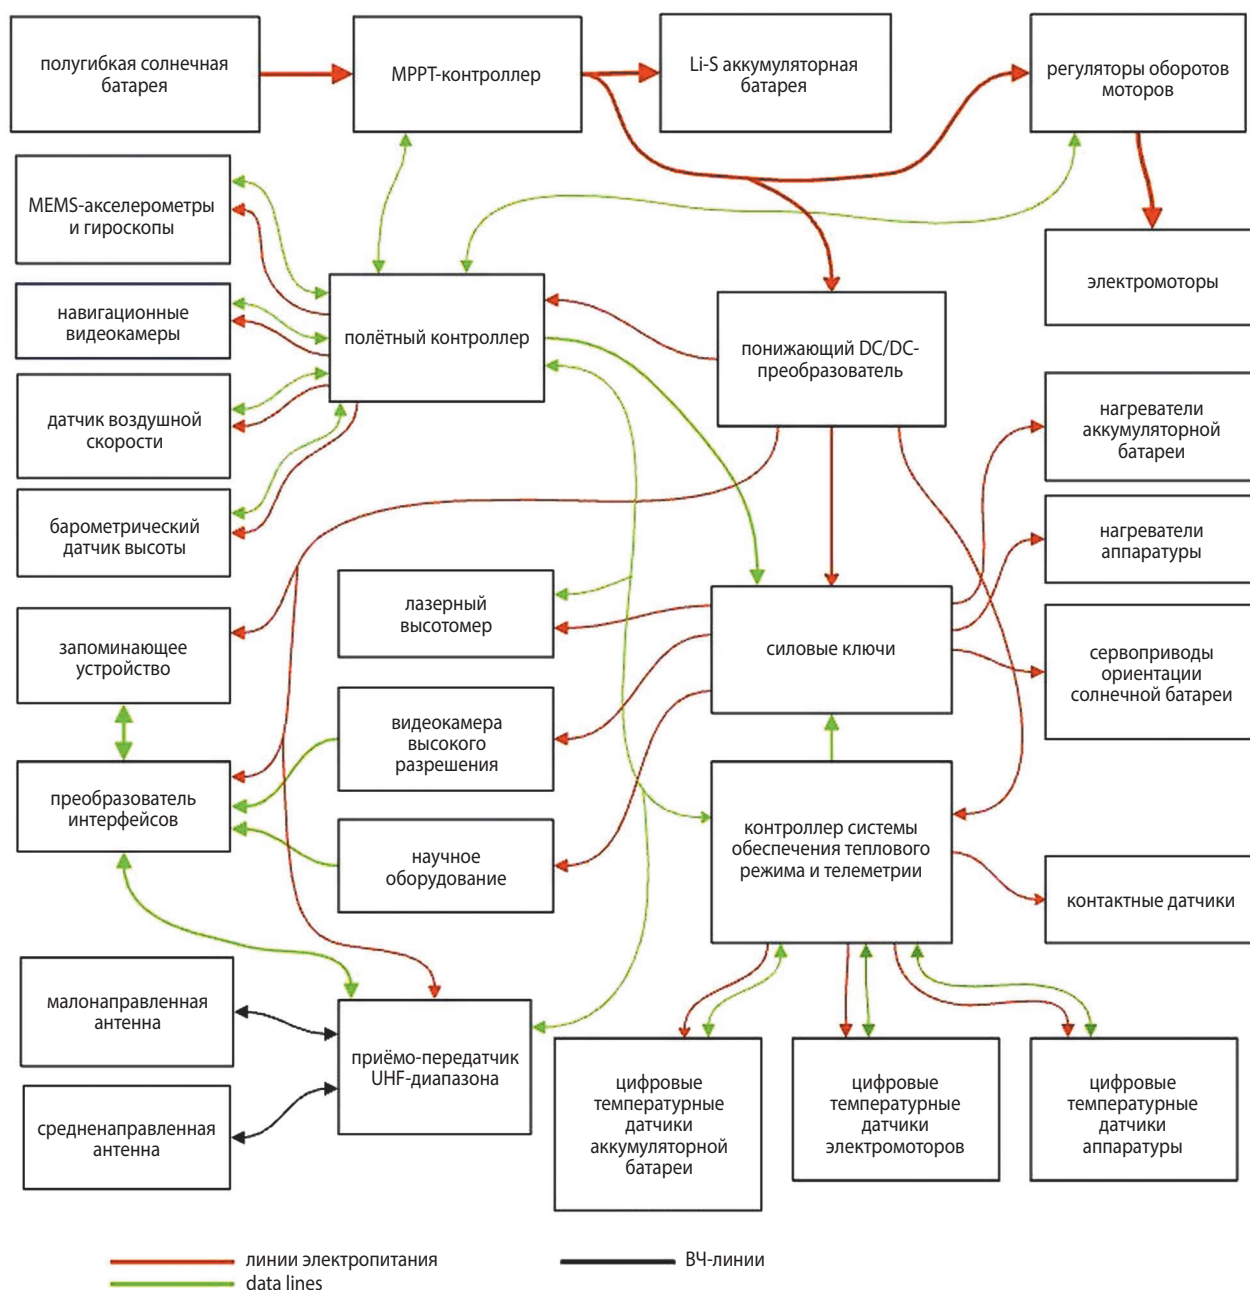 полугибкая солнечная
батарея
MPPT-контроллер
Li-S аккумуляторная
батарея
регуляторы оборотов
моторов
MEMS-акселерометры
и гироскопы
электромоторы
навигационные
видеокамеры
полётный контроллер
понижающий DC/DC-
преобразователь
датчик воздушной
скорости
нагреватели
аккумуляторной
батареи
барометрический
датчик высоты
нагреватели
аппаратуры
лазерный
высотомер
запоминающее
устройство
силовые ключи
сервоприводы
ориентации
солнечной батареи
видеокамера
высокого
разрешения
преобразователь
интерфейсов
контроллер системы
обеспечения теплового
режима и телеметрии
научное
оборудование
контактные датчики
малонаправленная
антенна
приёмо-передатчик
UHF-диапазона
цифровые
температурные
датчики
аккумуляторной
батареи
цифровые
температурные
датчики
электромоторов
цифровые
температурные
датчики
аппаратуры
средненаправленная
антенна
линии электропитания
ВЧ-линии
data lines